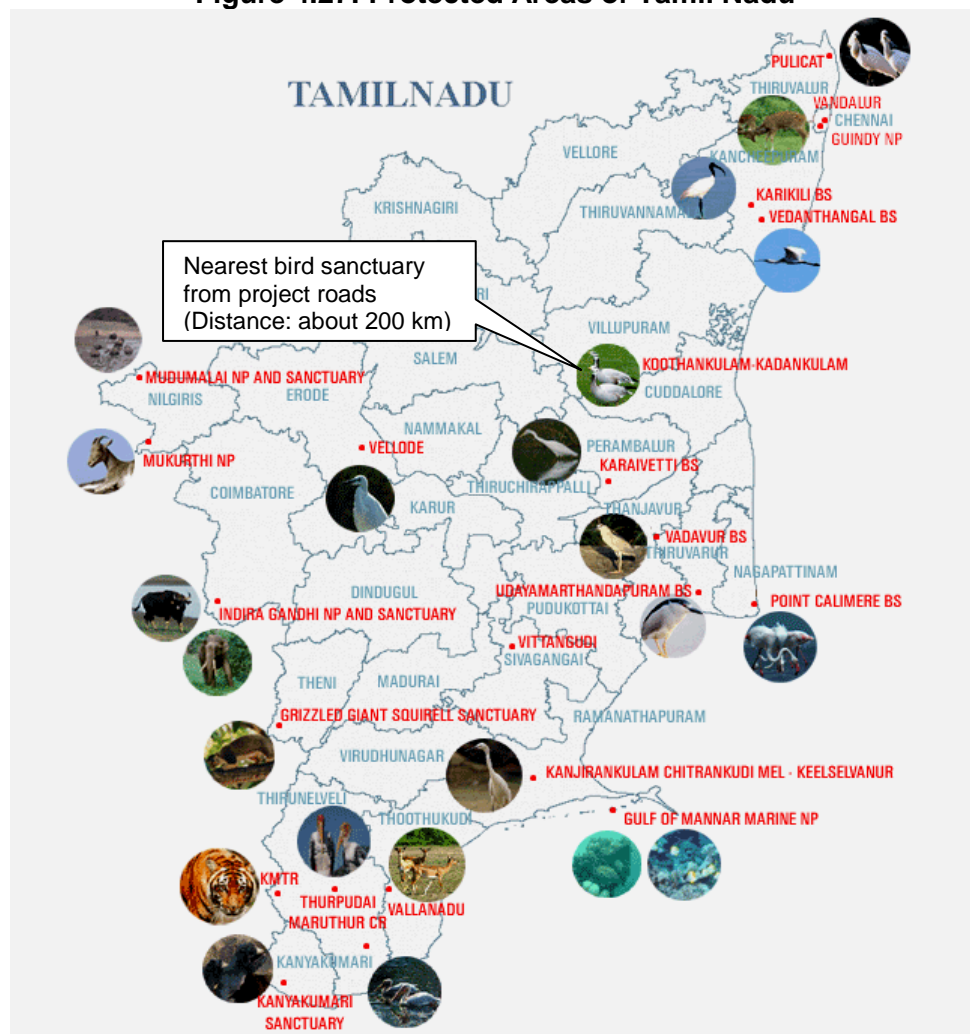 Figure 4.27: Protected Areas of Tamil Nadu
TAMILNADU
PULICAT
THIRUVALUR
VANDALUR
CHENNAI
GUINDY NP
VELLORE
KANCHEEPURAM
KRISHNAGIRI
THIRUVANNAMA
KARIKILI BS
VEDANTHANGAL BS
Nearest bird sanctuary
from project roads
(Distance: about 200 km)
RI
VILLUPURAM
SALEM
KOOTHANKULAM-KADANKULAM
MUDUMALAI NP AND SANCTUARY
NILGIRIS
ERODE
CUDDALORE
NAMMAKAL
PERAMBALUR
VELLODE
MUKURTHI NP
KARAIVETTI BS
COIMBATORE
THIRUCHIRAPPALLI
KARUR
THANJAVUR
VADAVUR BS
THIRUVARUR
NAGAPATTINAM
DINDUGUL
UDAYAMARTHANDAPURAM BS
POINT CALIMERE BS
INDIRA GANDHI NP AND SANCTUARY
PUDUKOTTAI
VITTANGUDI
SIVAGANGAI
THENI
MADURAI
GRIZZLED GIANT SQUIRELL SANCTUARY
RAMANATHAPURAM
VIRUDHUNAGAR
KANJIRANKULAM CHITRANKUDI MEL - KEELSELVANUR
THIRUNELVELI
THOOTHUKUDI
GULF OF MANNAR MARINE NP
KMTR
THURPUDAI
MARUTHUR CR
VALLANADU
KANYAKUMARI
KANYAKUMARI
SANCTUARY